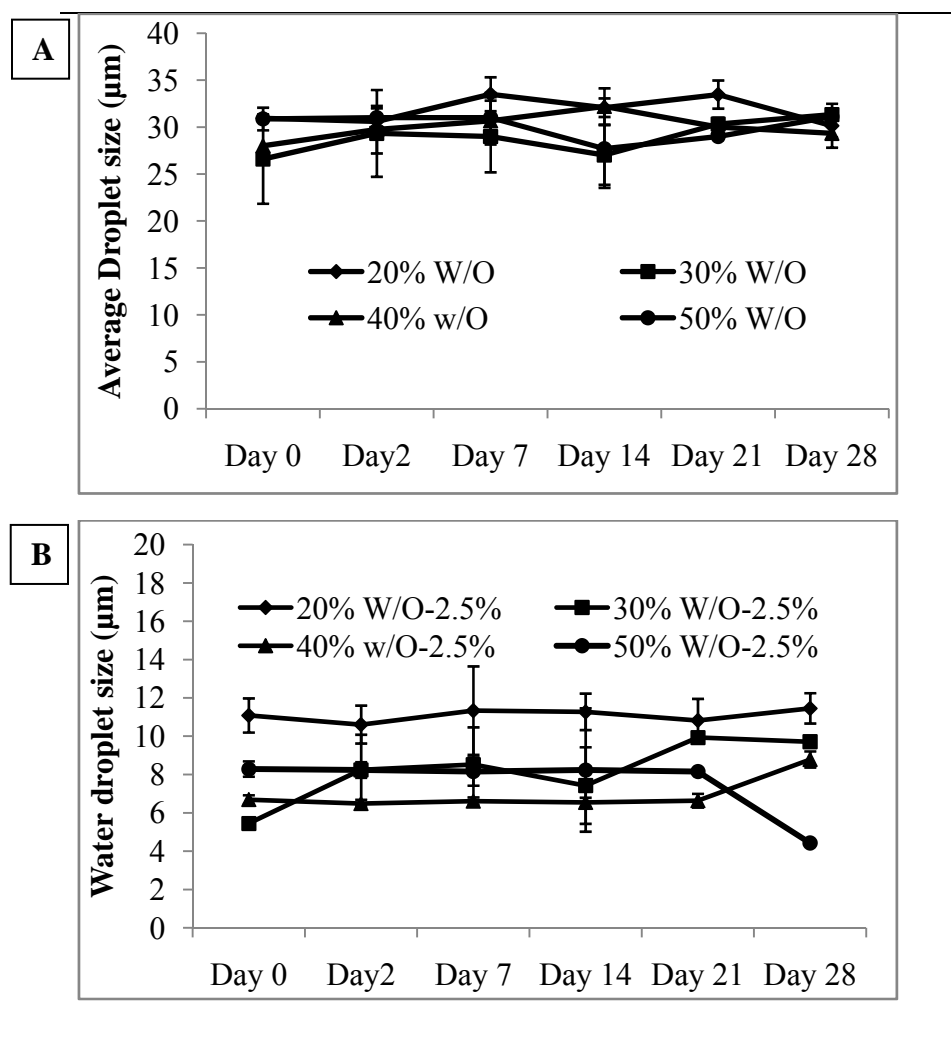 A
Average Droplet size (µm)
40
35
30
25
20
15
10
5
0
20% W/O
30% W/O
40% w/O
50% W/O
Day 0 Day2 Day 7 Day 14 Day 21 Day 28
B
Water droplet size (µm)
20
18
16
14
12
10
8
6
4
2
0
20% W/O-2.5%
30% W/O-2.5%
40% w/O-2.5%
50% W/O-2.5%
Day 0 Day2 Day 7 Day 14 Day 21 Day 28